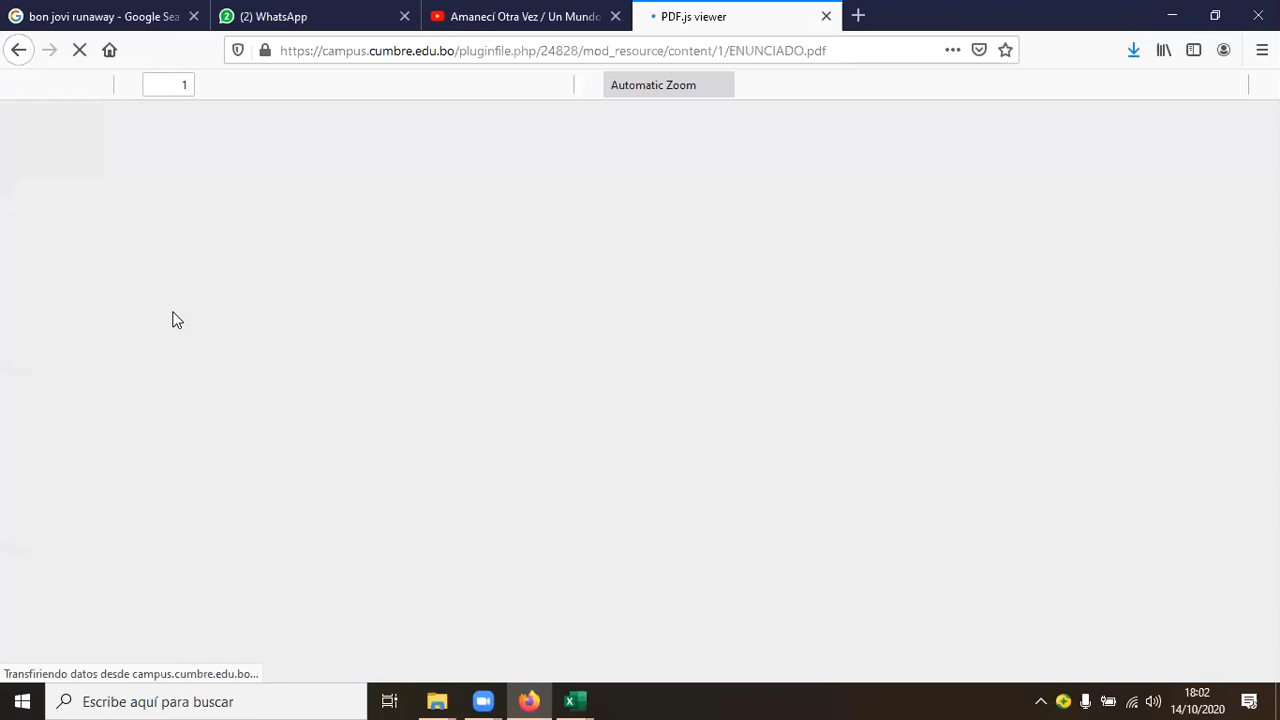 bon jovi runaway - Google Sea
(2) WhatsApp
Amanecí Otra Vez / Un Mundo
PDF.js viewer
https://campus.cumbre.edu.bo/pluginfile.php/24828/mod_resource/content/1/ENUNCIADO.pdf
1
Automatic Zoom
Transfiriendo datos desde campus.cumbre.edu.bo...
Escribe aquí para buscar
18:02
14/10/2020